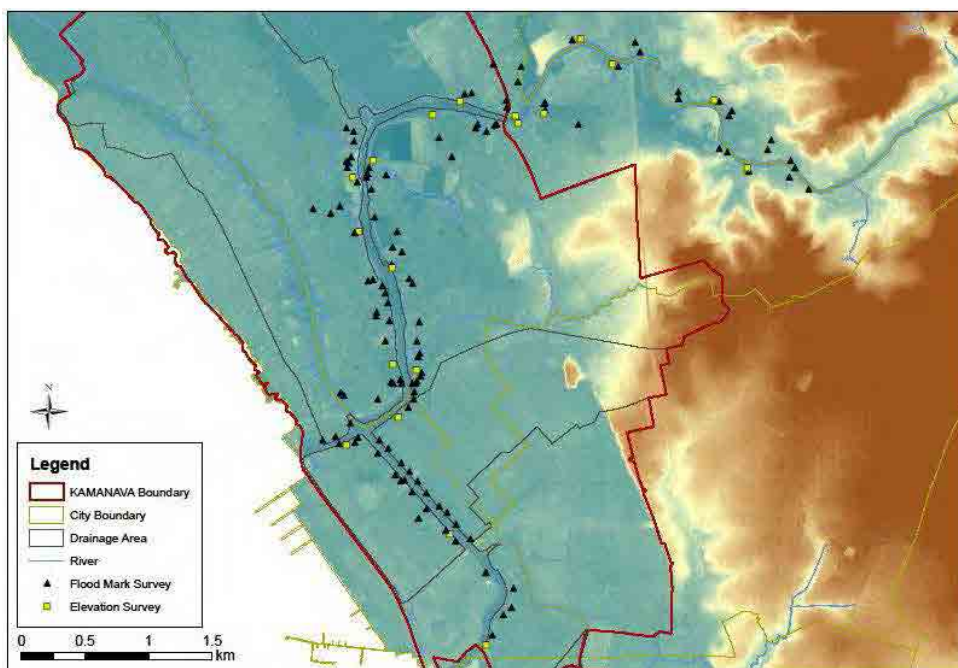 N
Legend
KAMANAVA Boundary
City Boundary
Drainage Area
River
Flood Mark Survey
Elevation Survey
0 0.5 1 1.5
km